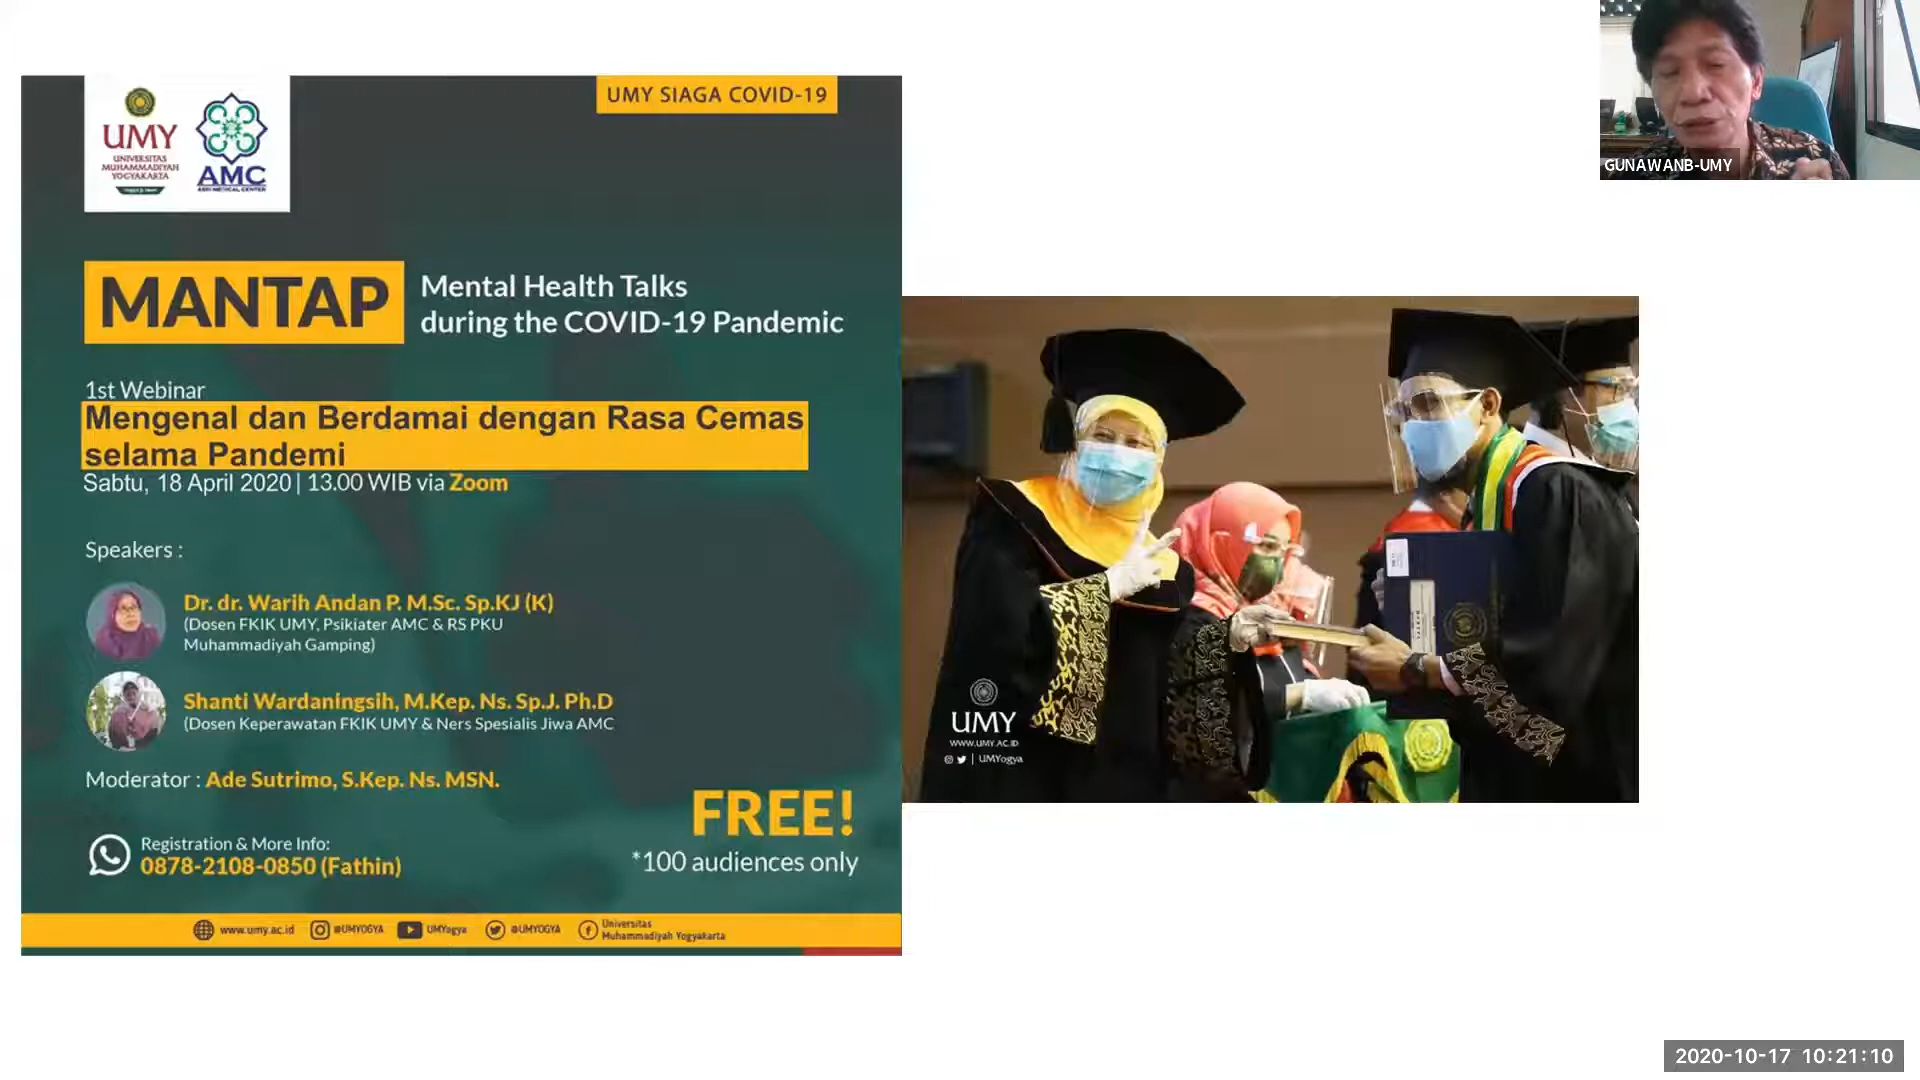 UMY
UNIVERSITAS
MUHAMMADIYAH
YOGYAKARTA
AMC
ASRI MEDICAL CENTER
UMY SIAGA COVID-19
MANTAP
Mental Health Talks
during the COVID-19 Pandemic
1st Webinar
Mengenal dan Berdamai dengan Rasa Cemas
selama Pandemi
Sabtu, 18 April 2020 | 13.00 WIB via Zoom
Speakers :
Dr. dr. Warih Andan P. M.Sc. Sp.KJ (K)
(Dosen FKIK UMY, Psikiater AMC & RS PKU
Muhammadiyah Gamping)
Shanti Wardaningsih, M.Kep. Ns. Sp.J. Ph.D
(Dosen Keperawatan FKIK UMY & Ners Spesialis Jiwa AMC
Moderator : Ade Sutrimo, S.Kep. Ns. MSN.
Registration & More Info:
0878-2108-0850 (Fathin)
FREE!
*100 audiences only
www.umy.ac.id @UMYOGYA UMYogya @UMYOGYA Universitas
Muhammadiyah Yogyakarta
UMY
WWW.UMY.AC.ID
| UMYogya
GUNAWANB-UMY
2020-10-17 10:21:10